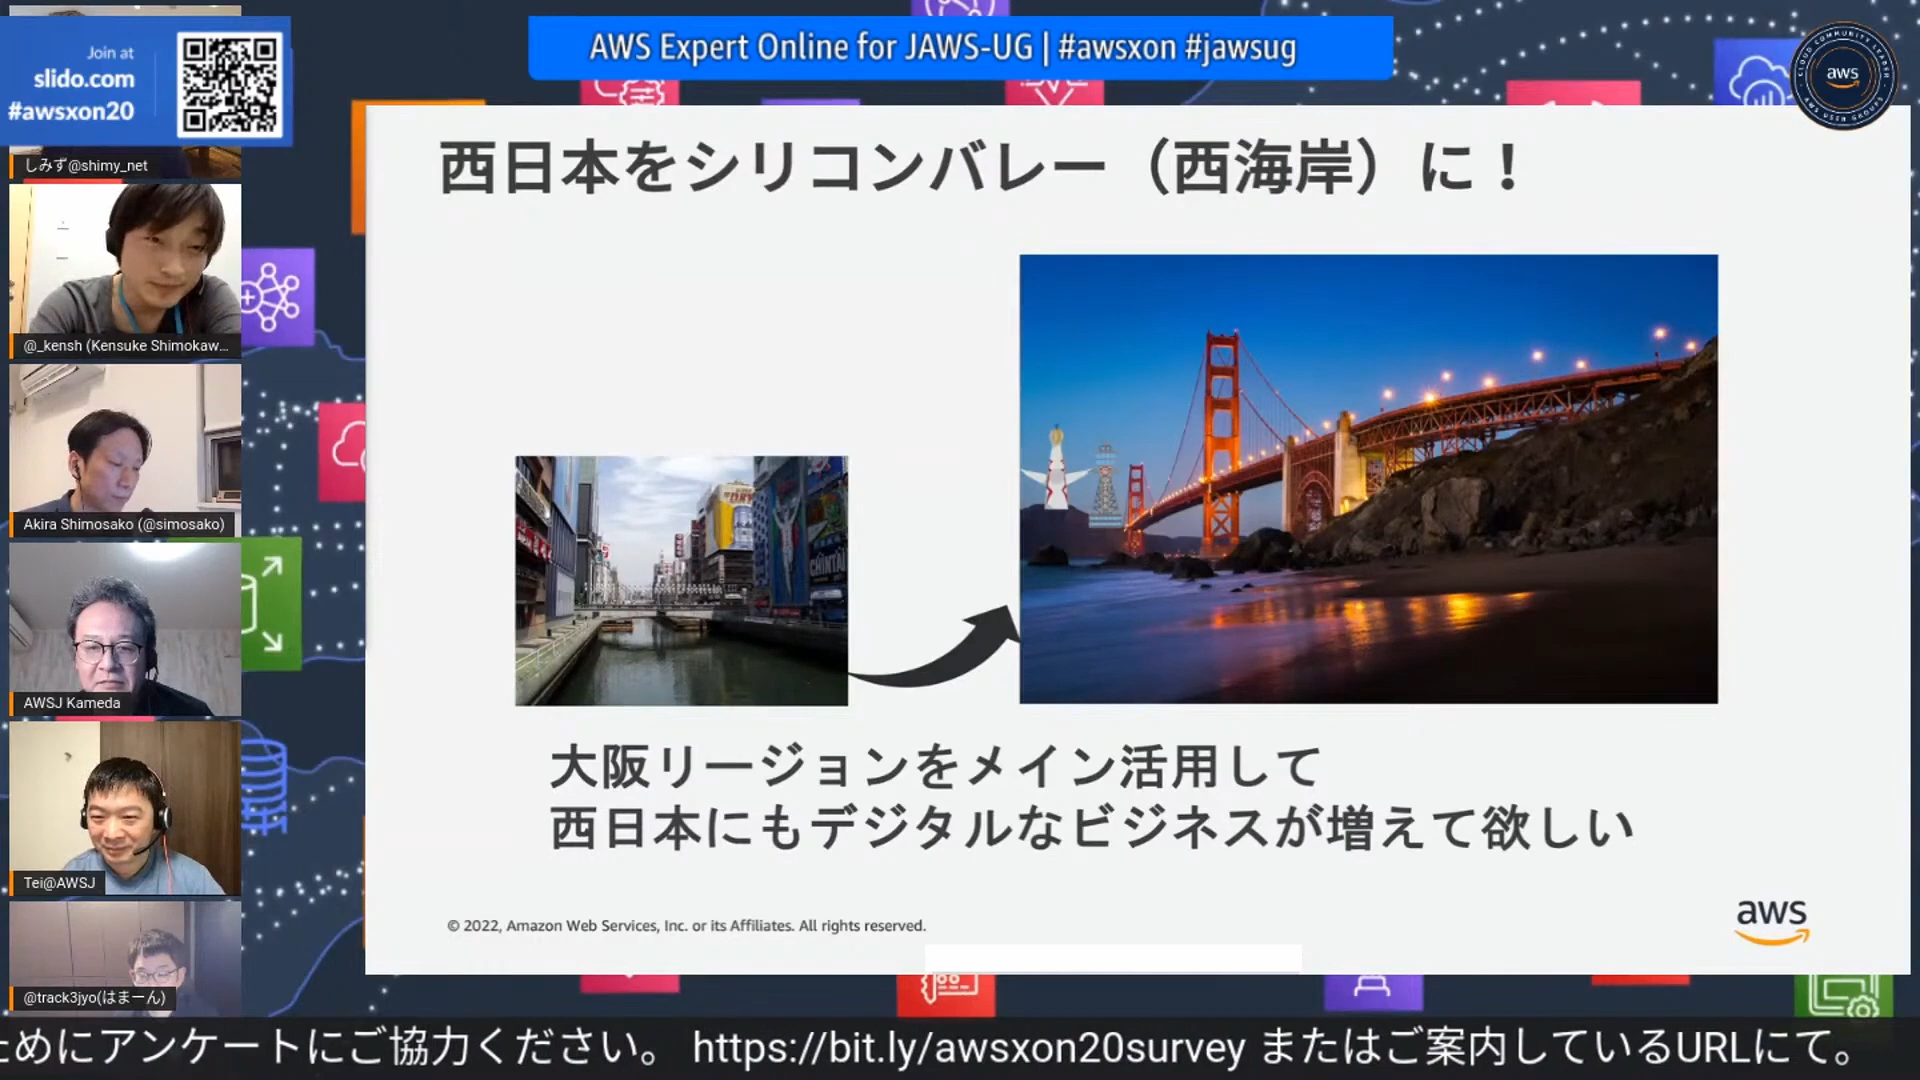 Join at
slido.com
#awsxon20
AWS Expert Online for JAWS-UG | #awsxon #jawsug
aws
しみず@shimy_net
@_kensh (Kensuke Shimokaw...
Akira Shimosako (@simosako)
AWSJ Kameda
Tei@AWSJ
@track3jyo(はまーん)
西日本をシリコンバレー（西海岸）に！
大阪リージョンをメイン活用して
西日本にもデジタルなビジネスが増えて欲しい
© 2022, Amazon Web Services, Inc. or its Affiliates. All rights reserved.
aws
ためにアンケートにご協力ください。 https://bit.ly/awsxon20survey またはご案内しているURLにて。